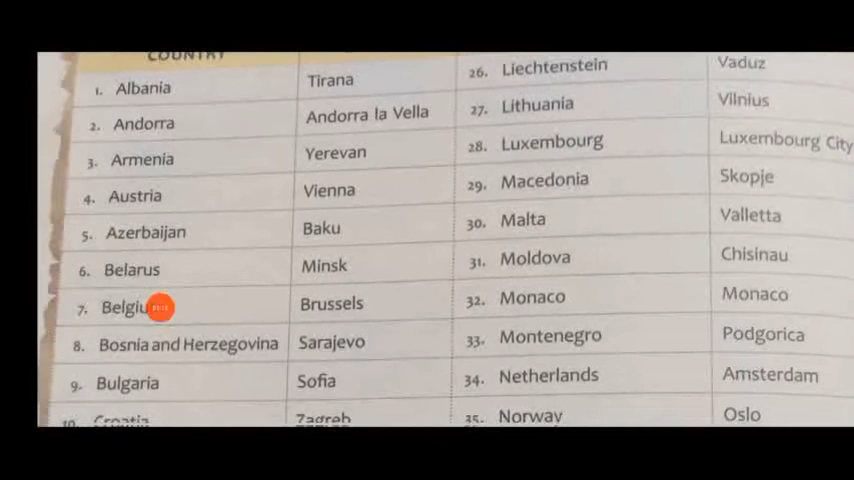 COUNTRY
1. Albania Tirana
2. Andorra Andorra la Vella
3. Armenia Yerevan
4. Austria Vienna
5. Azerbaijan Baku
6. Belarus Minsk
7. Belgiu Brussels
8. Bosnia and Herzegovina Sarajevo
9. Bulgaria Sofia
10. Croatia Zagreb
26. Liechtenstein Vaduz
27. Lithuania Vilnius
28. Luxembourg Luxembourg City
29. Macedonia Skopje
30. Malta Valletta
31. Moldova Chisinau
32. Monaco Monaco
33. Montenegro Podgorica
34. Netherlands Amsterdam
35. Norway Oslo